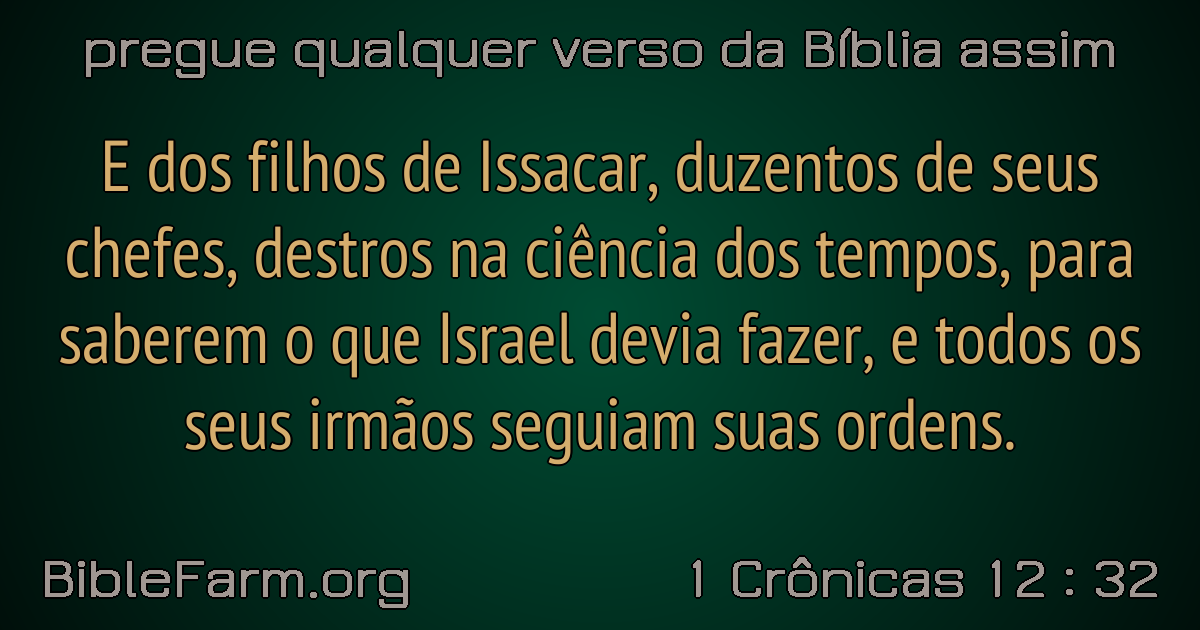 pregue qualquer verso da Bíblia assim
E dos filhos de Issacar, duzentos de seus
chefes, destros na ciência dos tempos, para
saberem o que Israel devia fazer, e todos os
seus irmãos seguiam suas ordens.
BibleFarm.org
1 Crônicas 12 : 32